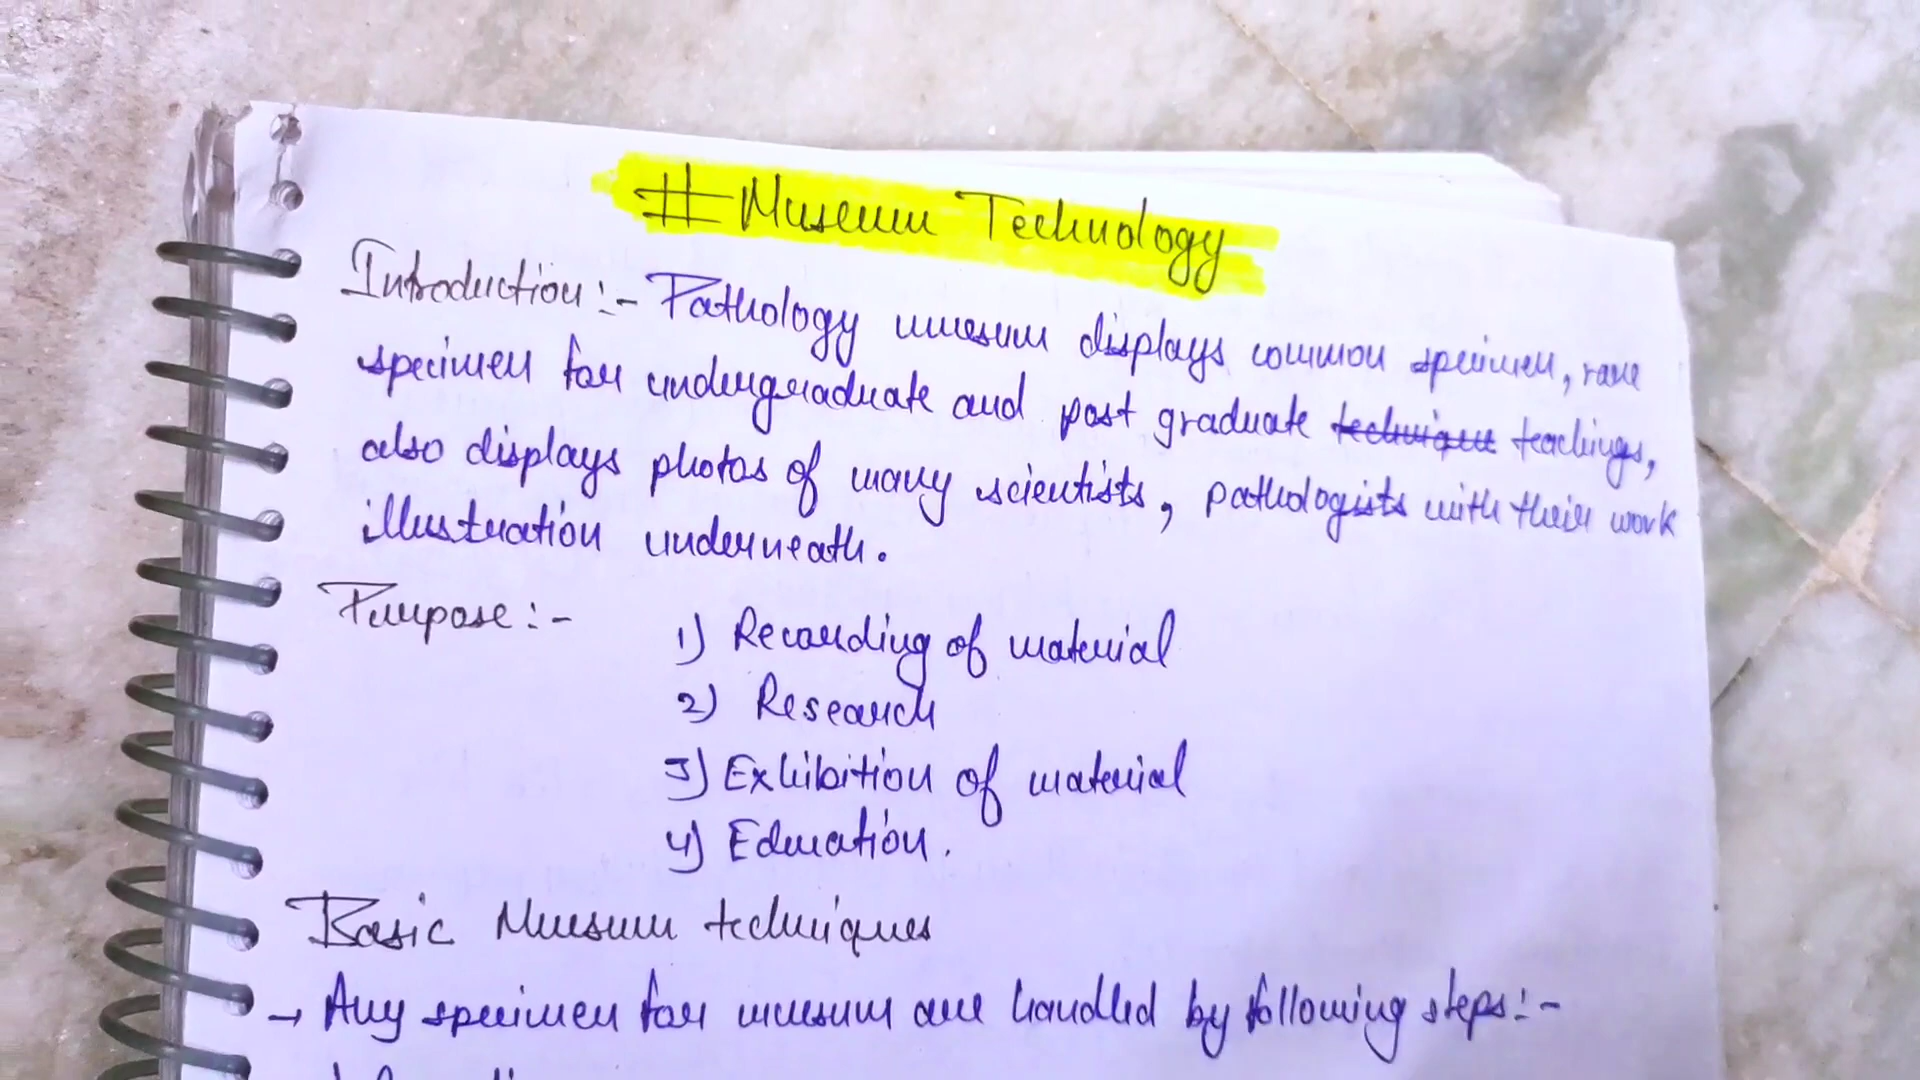 # Museum Technology
Introduction :- Pathology museum displays common specimen, rare
specimen for undergraduate and post graduate technique teachings,
also displays photos of many scientists, pathologists with their work
illustration underneath.
Purpose :-
1) Recording of material
2) Research
3) Exhibition of material
4) Education.
Basic Museum techniques
→ Any specimen for museum are handled by following steps :-